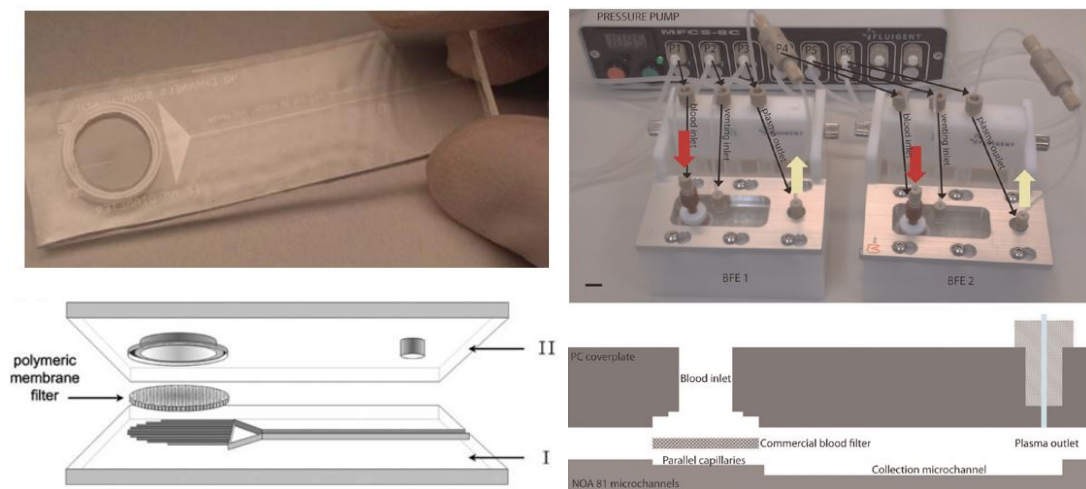 PRESSURE PUMP
MFCS-8C
FLUIGENT
P1
P2
P3
P4
P5
P6
blood inlet
venting inlet
plasma outlet
blood inlet
venting inlet
plasma outlet
BFE 1
BFE 2
polymeric
membrane
filter
II
I
PC coverplate
Blood inlet
Commercial blood filter
Plasma outlet
Parallel capillaries
Collection microchannel
NOA 81 microchannels